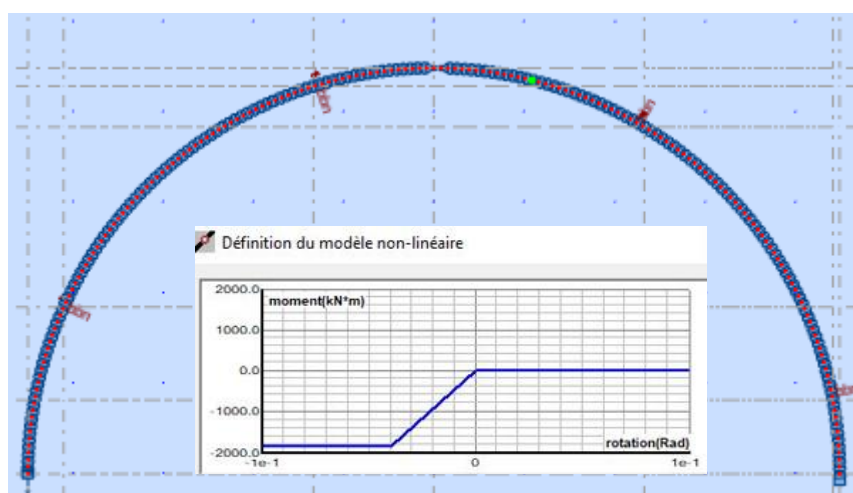 Définition du modèle non-linéaire
2000.0
moment(kN*m)
1000.0
0.0
-1000.0
-2000.0
rotation(Rad)
-1e-1
0
1e-1